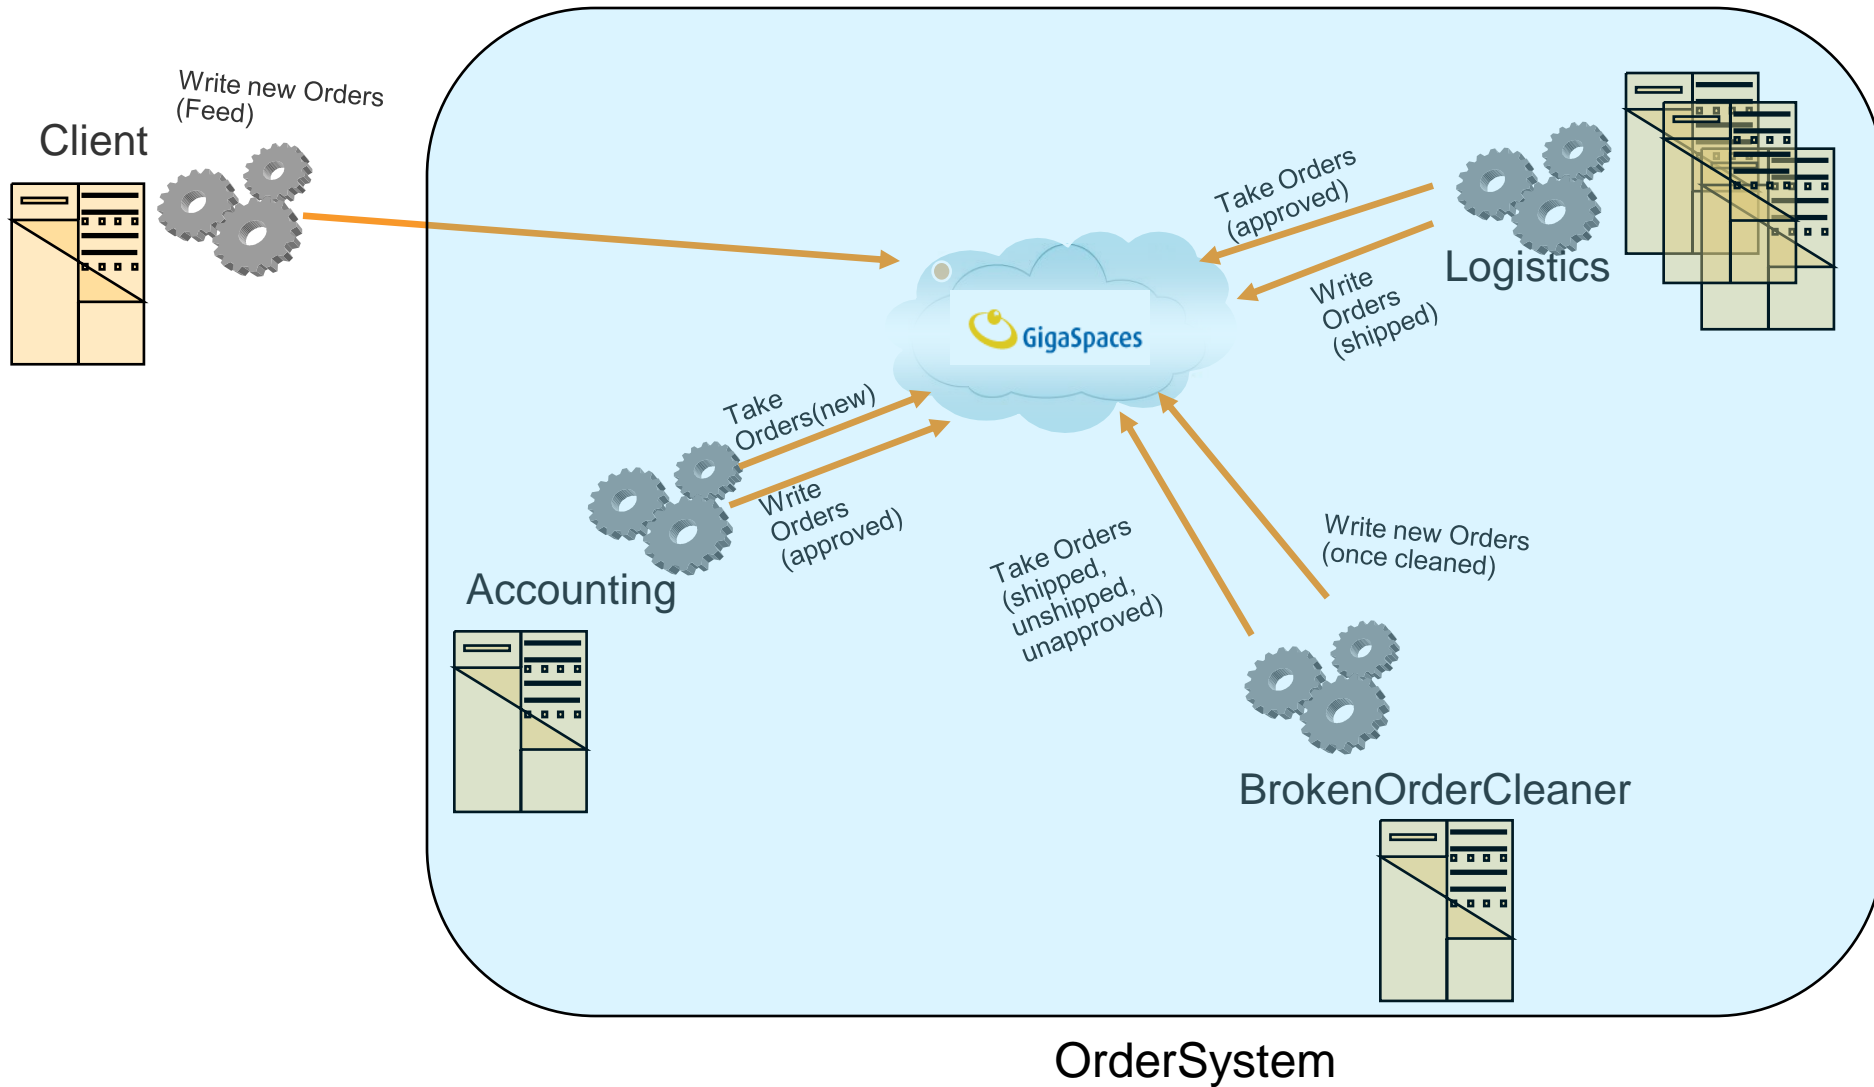 Write new Orders
(Feed)
Client
Take Orders
(approved)
Logistics
Write
Orders
(shipped)
GigaSpaces
Take
Orders(new)
Write
Orders
(approved)
Accounting
Take Orders
(shipped,
unshipped,
unapproved)
Write new Orders
(once cleaned)
BrokenOrderCleaner
OrderSystem